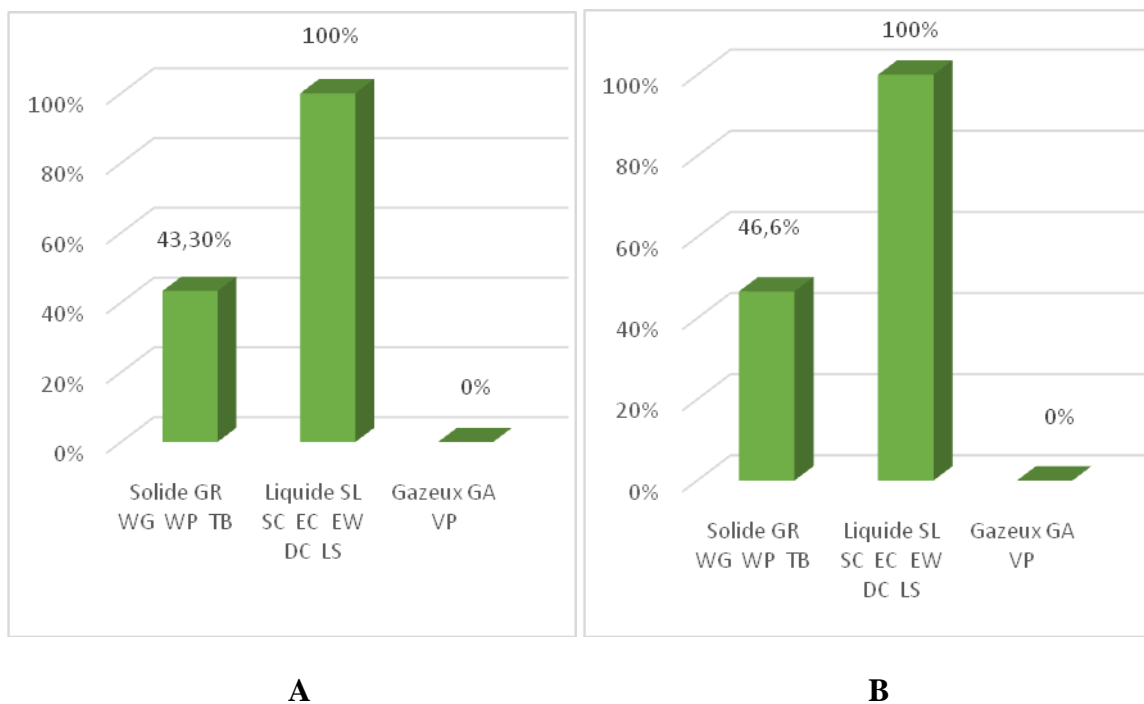 100%
100%
80%
60%
40%
20%
0%
43,30%
0%
Solide GR
WG WP TB
Liquide SL
SC EC EW
DC LS
Gazeux GA
VP
A
100%
100%
80%
60%
40%
20%
0%
46,6%
0%
Solide GR
WG WP TB
Liquide SL
SC EC EW
DC LS
Gazeux GA
VP
B